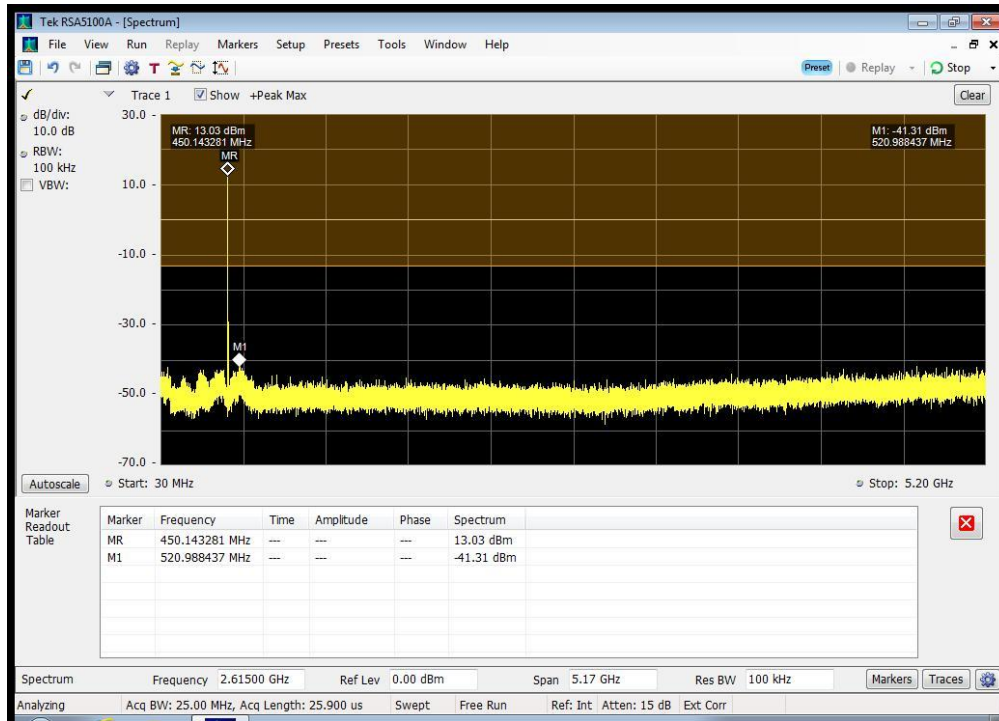 Tek RSA5100A - [Spectrum]
File View Run Replay Markers Setup Presets Tools Window Help
T
Preset Replay Stop
Trace 1 Show +Peak Max Clear
dB/div:
10.0 dB
RBW:
100 kHz
VBW:
30.0
10.0
-10.0
-30.0
-50.0
-70.0
MR: 13.03 dBm
450.143281 MHz
MR
M1: -41.31 dBm
520.988437 MHz
M1
Autoscale Start: 30 MHz Stop: 5.20 GHz
Marker
Readout
Table
Marker Frequency Time Amplitude Phase Spectrum
MR 450.143281 MHz --- --- --- 13.03 dBm
M1 520.988437 MHz --- --- --- -41.31 dBm
Spectrum Frequency 2.61500 GHz Ref Lev 0.00 dBm Span 5.17 GHz Res BW 100 kHz Markers Traces
Analyzing Acq BW: 25.00 MHz, Acq Length: 25.900 us Swept Free Run Ref: Int Atten: 15 dB Ext Corr